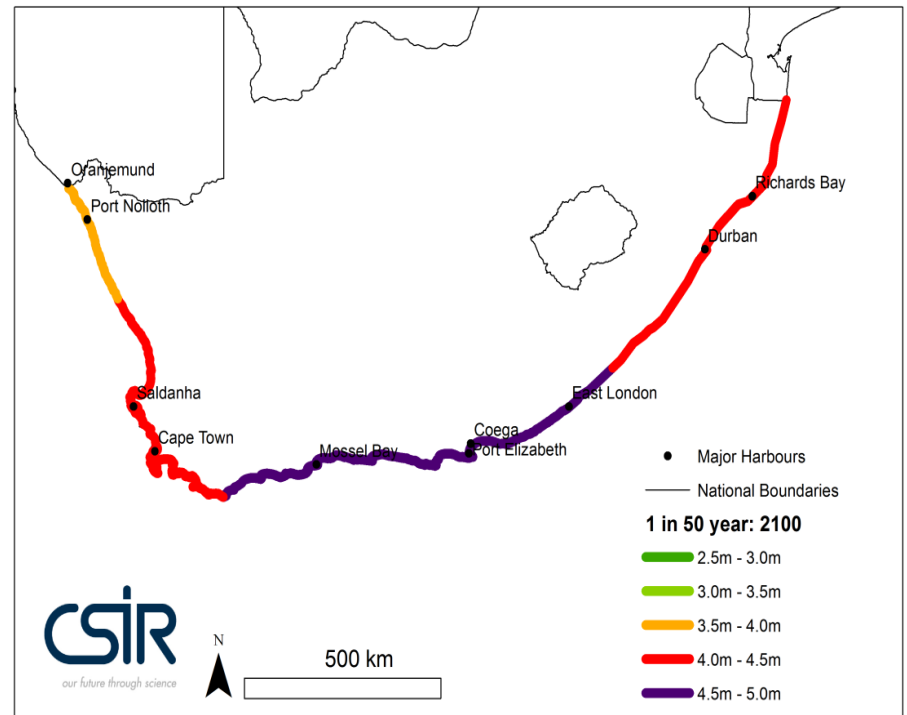 Oranjemund
Port Nolloth
Richards Bay
Durban
Saldanha
East London
Cape Town
Coega
Port Elizabeth
Mossel Bay
Major Harbours
National Boundaries
1 in 50 year: 2100
2.5m - 3.0m
3.0m - 3.5m
3.5m - 4.0m
4.0m - 4.5m
4.5m - 5.0m
CSIR
our future through science
N
500 km